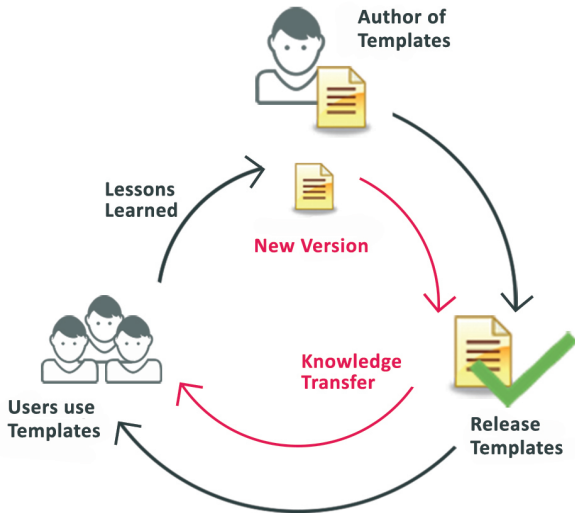 Author of
Templates
Lessons
Learned
New Version
Knowledge
Transfer
Users use
Templates
Release
Templates